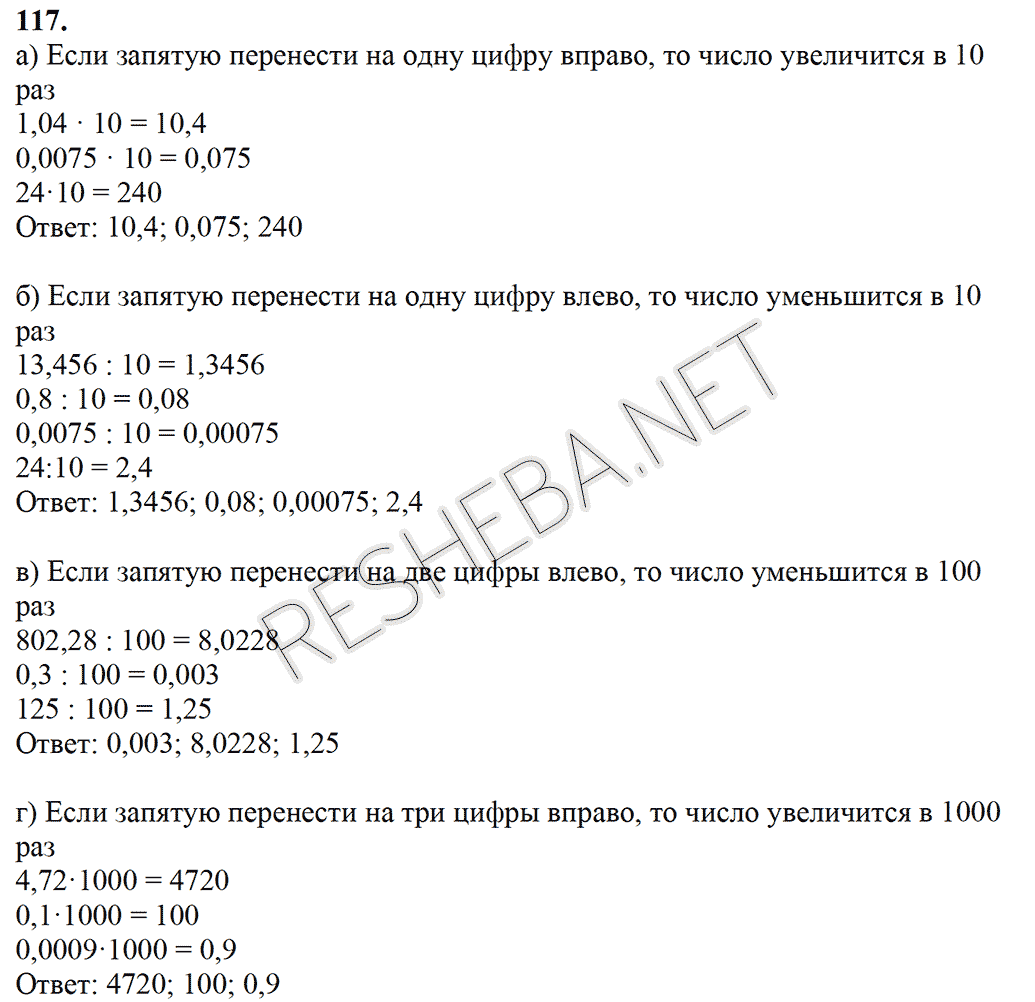 117.
а) Если запятую перенести на одну цифру вправо, то число увеличится в 10
раз
1,04 · 10 = 10,4
0,0075 · 10 = 0,075
24·10 = 240
Ответ: 10,4; 0,075; 240
б) Если запятую перенести на одну цифру влево, то число уменьшится в 10
раз
13,456 : 10 = 1,3456
0,8 : 10 = 0,08
0,0075 : 10 = 0,00075
24:10 = 2,4
Ответ: 1,3456; 0,08; 0,00075; 2,4
в) Если запятую перенести на две цифры влево, то число уменьшится в 100
раз
802,28 : 100 = 8,0228
0,3 : 100 = 0,003
125 : 100 = 1,25
Ответ: 0,003; 8,0228; 1,25
г) Если запятую перенести на три цифры вправо, то число увеличится в 1000
раз
4,72·1000 = 4720
0,1·1000 = 100
0,0009·1000 = 0,9
Ответ: 4720; 100; 0,9
RESHEBA.NET